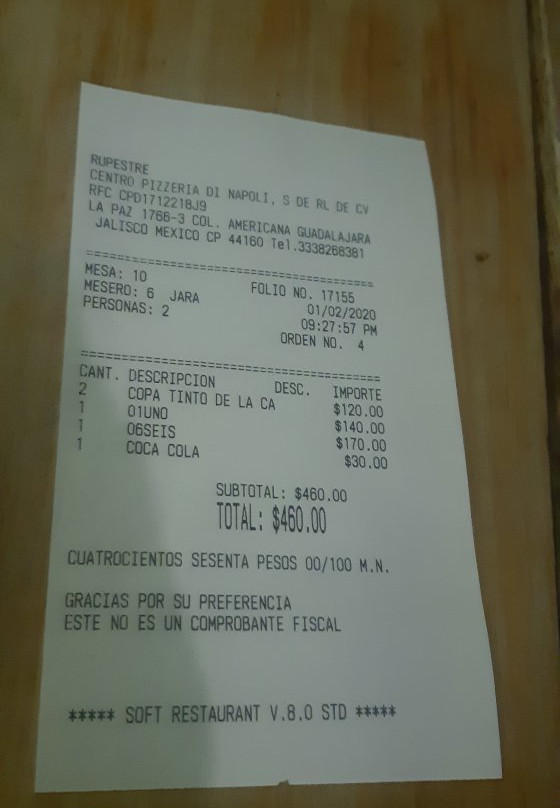 RUPESTRE
CENTRO PIZZERIA DI NAPOLI, S DE RL DE CV
RFC CPD1712218J9
LA PAZ 1766-3 COL. AMERICANA GUADALAJARA
JALISCO MEXICO CP 44160 Tel.3338268381
=======================================
MESA: 10 FOLIO NO. 17155
MESERO: 6 JARA 01/02/2020
PERSONAS: 2 09:27:57 PM
ORDEN NO. 4
=======================================
CANT. DESCRIPCION DESC. IMPORTE
2 COPA TINTO DE LA CA $120.00
1 01UNO $140.00
1 06SEIS $170.00
1 COCA COLA $30.00
SUBTOTAL: $460.00
TOTAL: $460.00
CUATROCIENTOS SESENTA PESOS 00/100 M.N.
GRACIAS POR SU PREFERENCIA
ESTE NO ES UN COMPROBANTE FISCAL
***** SOFT RESTAURANT V.8.0 STD *****